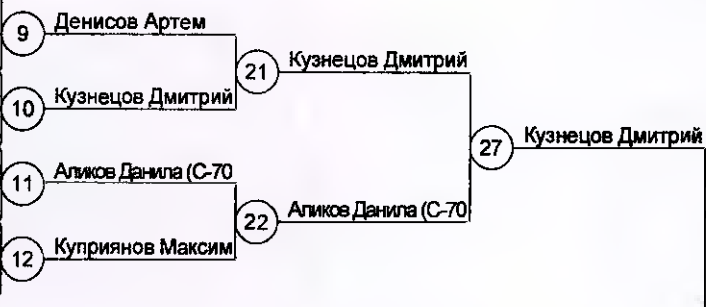 9 Денисов Артем
21 Кузнецов Дмитрий
10 Кузнецов Дмитрий
27 Кузнецов Дмитрий
11 Аликов Данила (С-70
22 Аликов Данила (С-70
12 Куприянов Максим